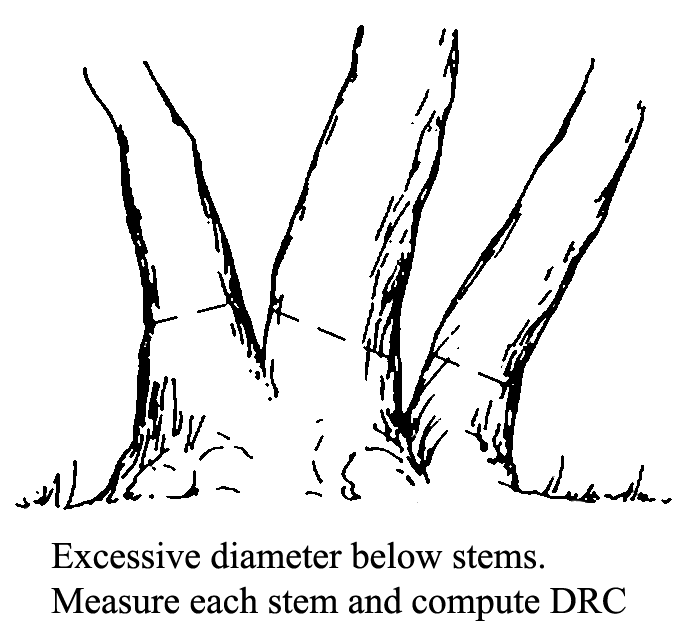 Excessive diameter below stems.
Measure each stem and compute DRC